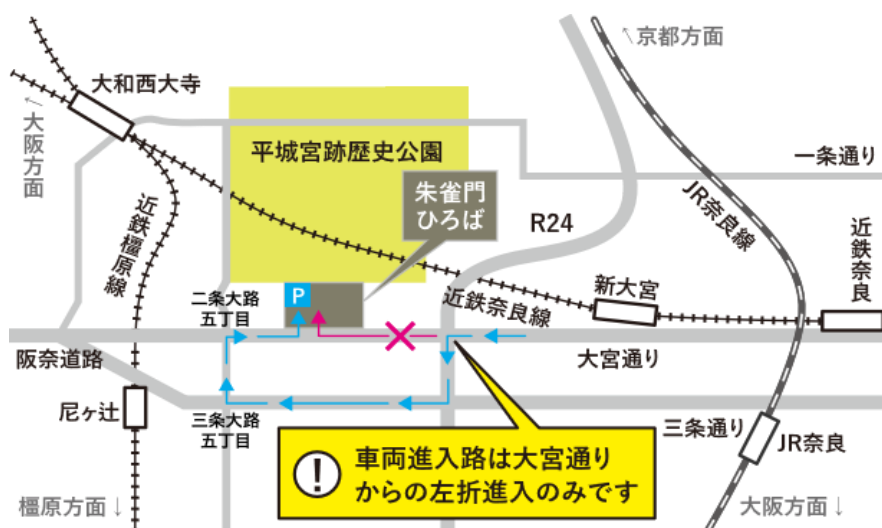 ↑京都方面
大和西大寺
←大阪方面
平城宮跡歴史公園
一条通り
朱雀門
ひろば
JR奈良線
近鉄橿原線
R24
近鉄奈良
新大宮
近鉄奈良線
P
二条大路
五丁目
阪奈道路
大宮通り
尼ヶ辻
三条大路
五丁目
三条通り
JR奈良
! 車両進入路は大宮通り
からの左折進入のみです
橿原方面↓
大阪方面↓